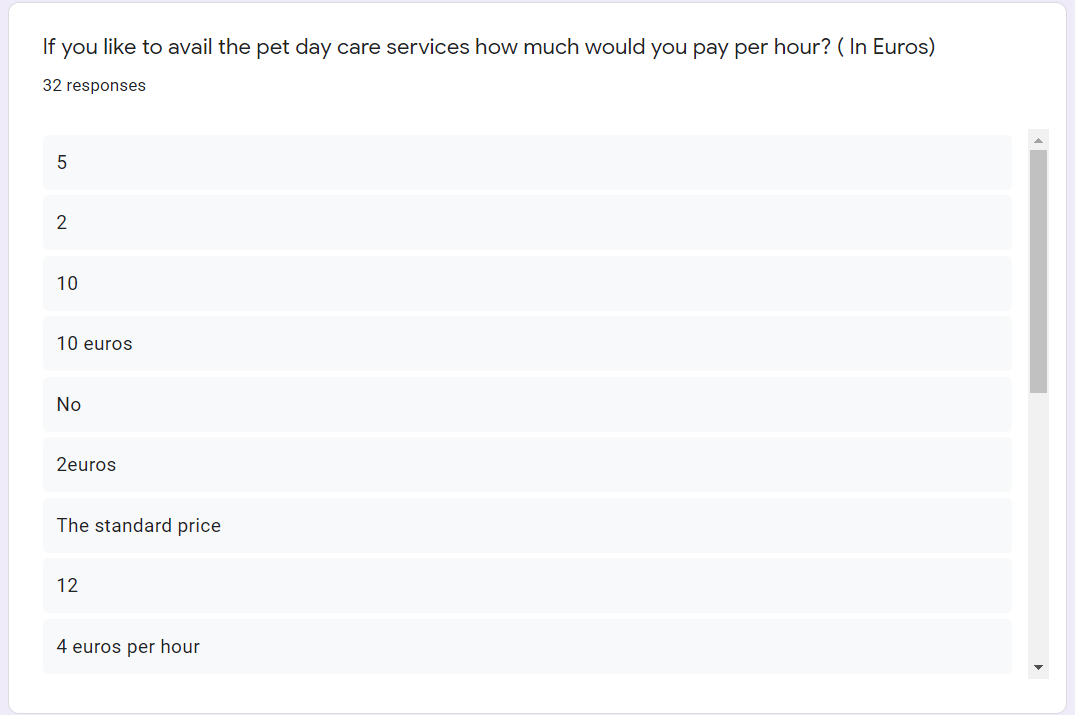 If you like to avail the pet day care services how much would you pay per hour? ( In Euros)
32 responses
5
2
10
10 euros
No
2euros
The standard price
12
4 euros per hour